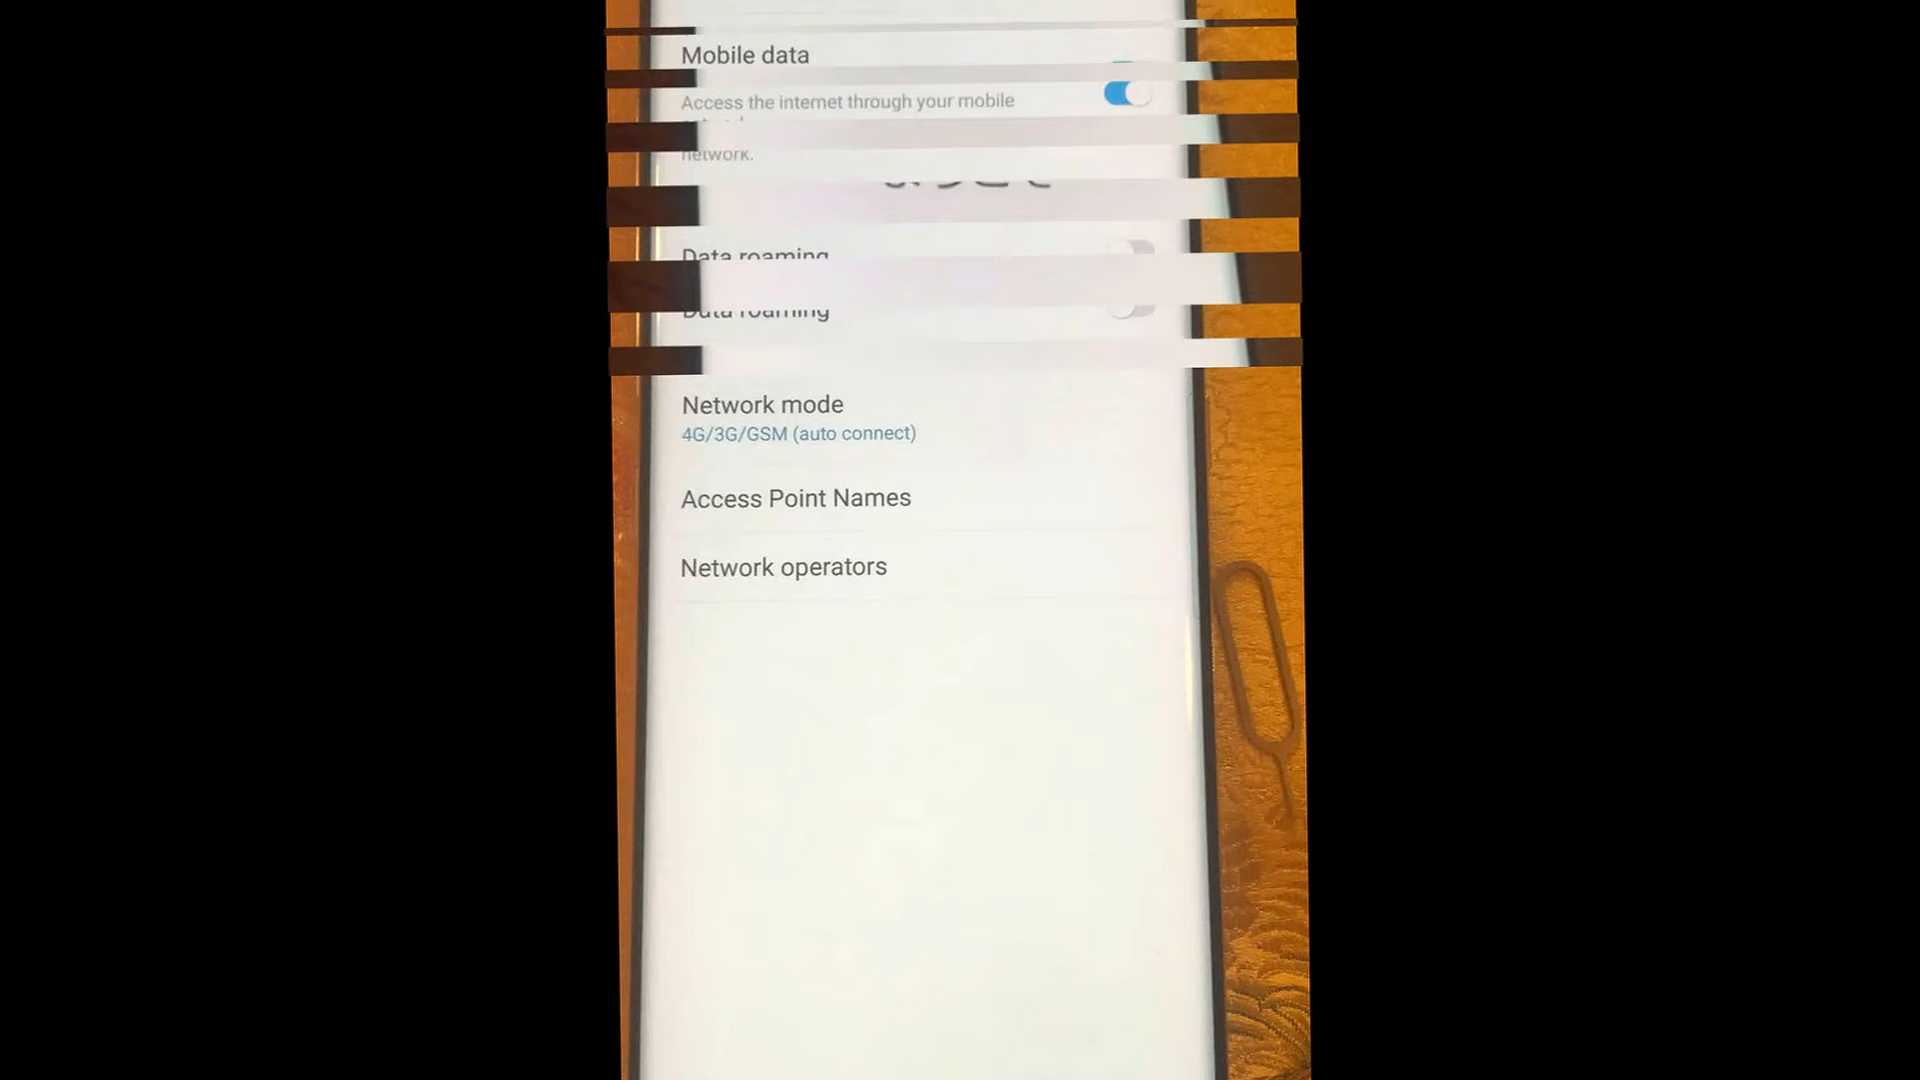 Mobile data
Access the internet through your mobile
network.
Data roaming
Data roaming
Network mode
4G/3G/GSM (auto connect)
Access Point Names
Network operators